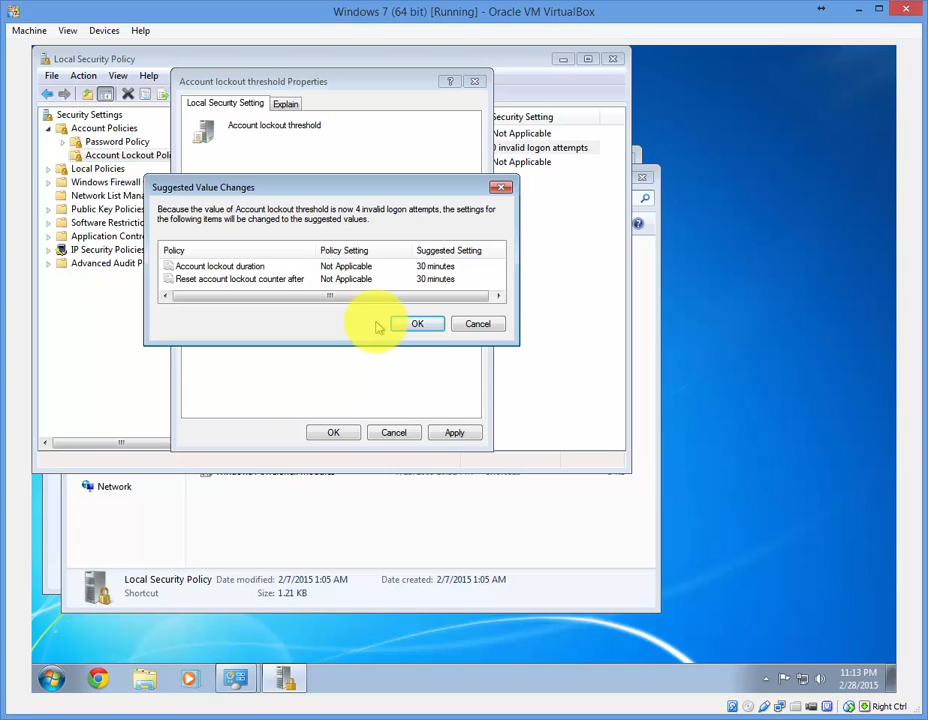 Windows 7 (64 bit) [Running] - Oracle VM VirtualBox
Machine View Devices Help
Local Security Policy
File Action View Help
Account lockout threshold Properties
Local Security Setting Explain
Account lockout threshold
Security Settings
Account Policies
Password Policy
Account Lockout Poli
Local Policies
Windows Firewall
Network List Man
Public Key Policies
Software Restrictio
Application Contr
IP Security Policies
Advanced Audit P
Security Setting
Not Applicable
0 invalid logon attempts
Not Applicable
Suggested Value Changes
Because the value of Account lockout threshold is now 4 invalid logon attempts, the settings for
the following items will be changed to the suggested values.
Policy Policy Setting Suggested Setting
Account lockout duration Not Applicable 30 minutes
Reset account lockout counter after Not Applicable 30 minutes
OK Cancel
OK Cancel Apply
Network
Local Security Policy Date modified: 2/7/2015 1:05 AM Date created: 2/7/2015 1:05 AM
Shortcut Size: 1.21 KB
11:13 PM
2/28/2015
Right Ctrl